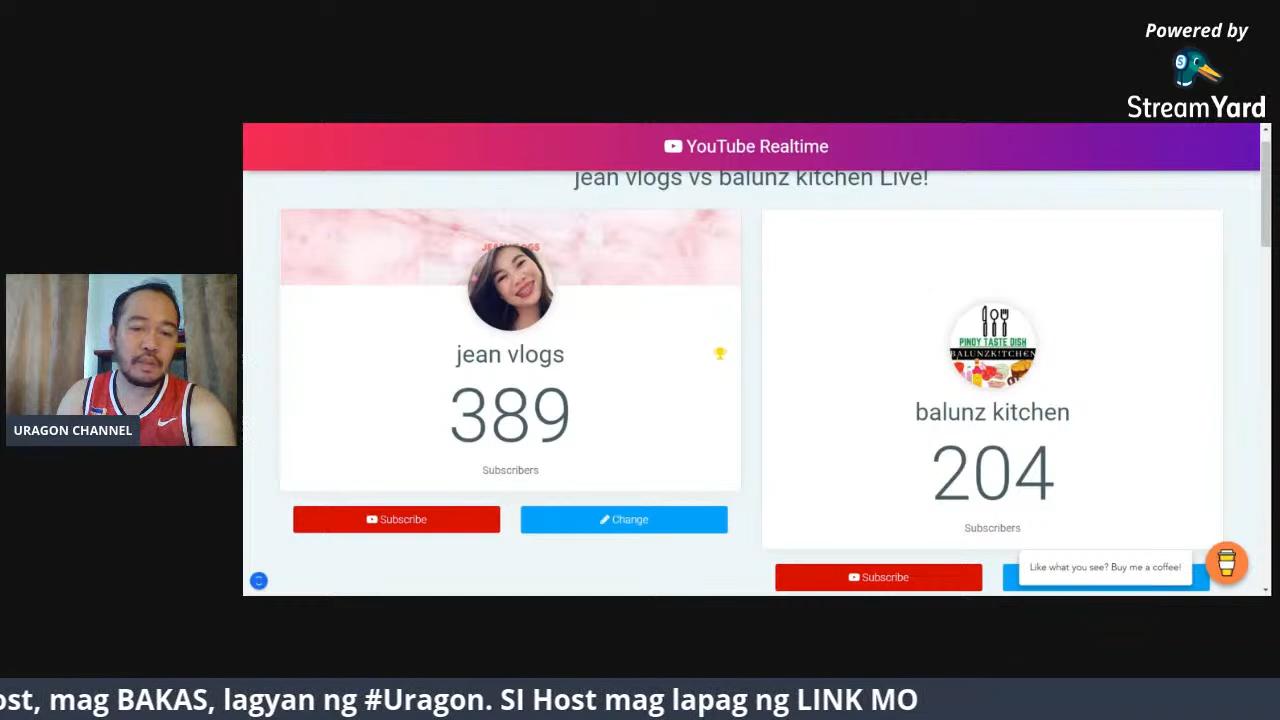 Powered by
StreamYard
YouTube Realtime
jean vlogs vs balunz kitchen Live!
JEAN VLOGS
jean vlogs
389
Subscribers
Subscribe
Change
PINOY TASTE DISH
BALUNZKITCHEN
balunz kitchen
204
Subscribers
Subscribe
Like what you see? Buy me a coffee!
URAGON CHANNEL
ost, mag BAKAS, lagyan ng #Uragon. SI Host mag lapag ng LINK MO